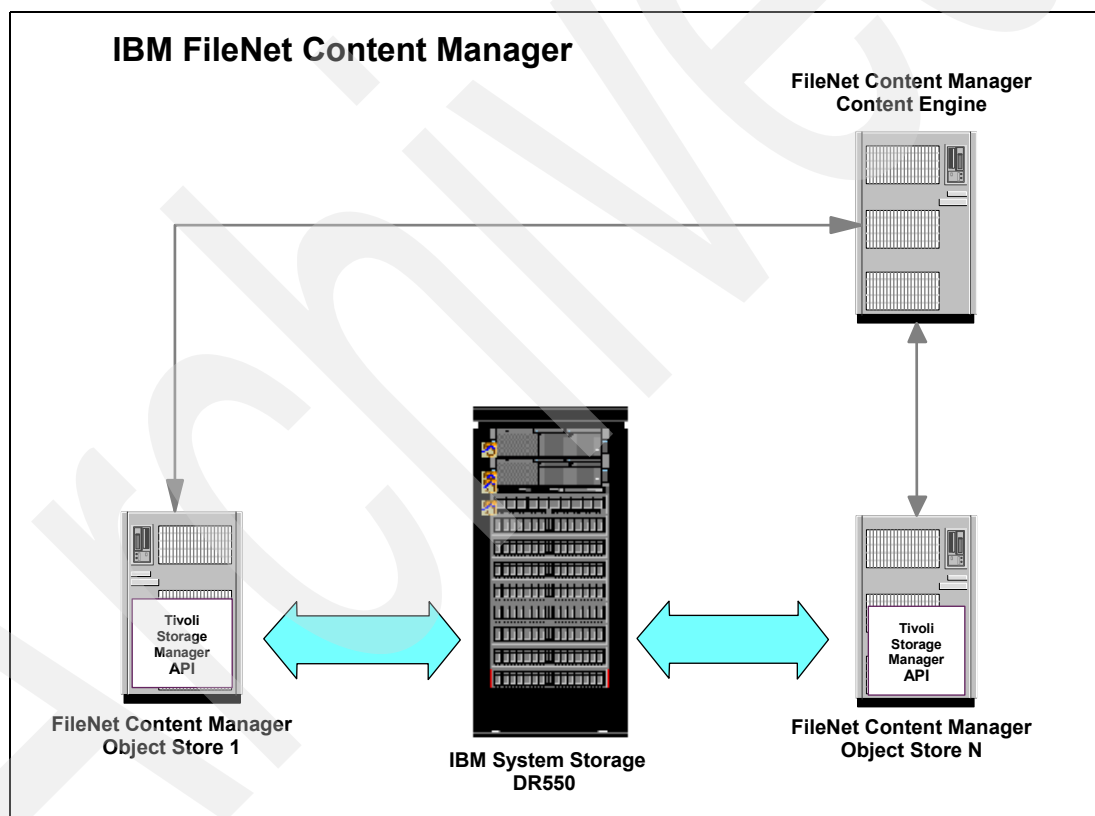 IBM FileNet Content Manager
FileNet Content Manager
Content Engine
Tivoli
Storage
Manager
API
FileNet Content Manager
Object Store 1
IBM System Storage
DR550
Tivoli
Storage
Manager
API
FileNet Content Manager
Object Store N